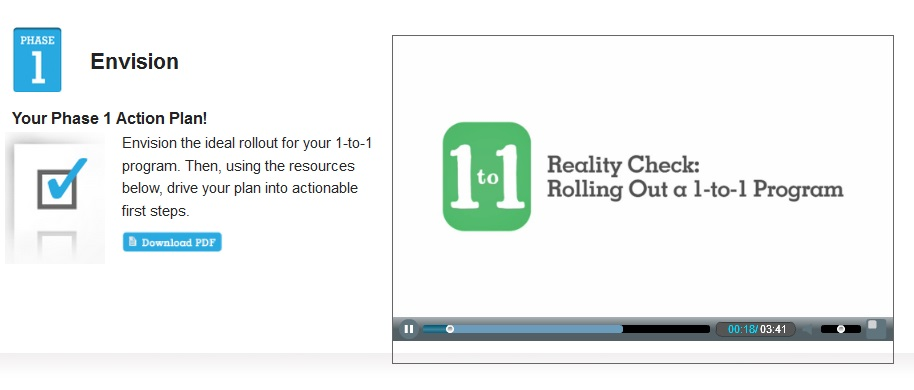 PHASE
1
Envision
Your Phase 1 Action Plan!
Envision the ideal rollout for your 1-to-1
program. Then, using the resources
below, drive your plan into actionable
first steps.
Download PDF
1 to 1
Reality Check:
Rolling Out a 1-to-1 Program
00:18/03:41